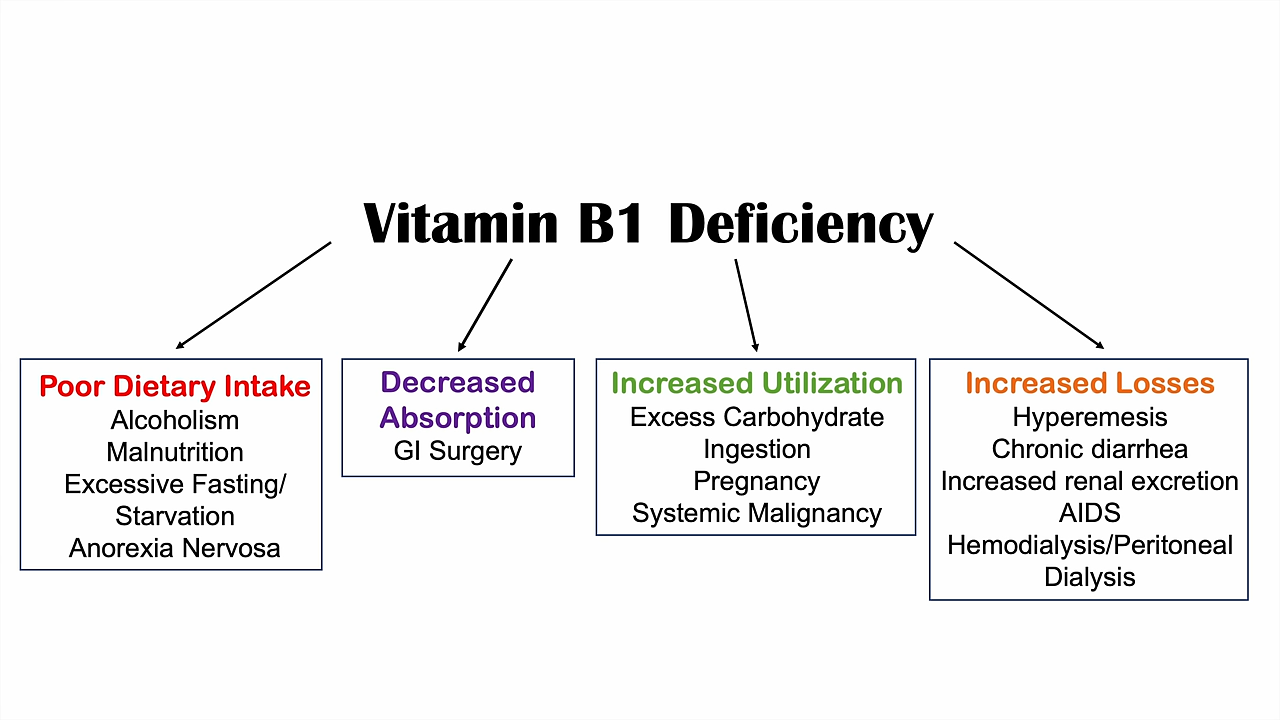 Vitamin B1 Deficiency
Poor Dietary Intake
Alcoholism
Malnutrition
Excessive Fasting/
Starvation
Anorexia Nervosa
Decreased
Absorption
GI Surgery
Increased Utilization
Excess Carbohydrate
Ingestion
Pregnancy
Systemic Malignancy
Increased Losses
Hyperemesis
Chronic diarrhea
Increased renal excretion
AIDS
Hemodialysis/Peritoneal
Dialysis